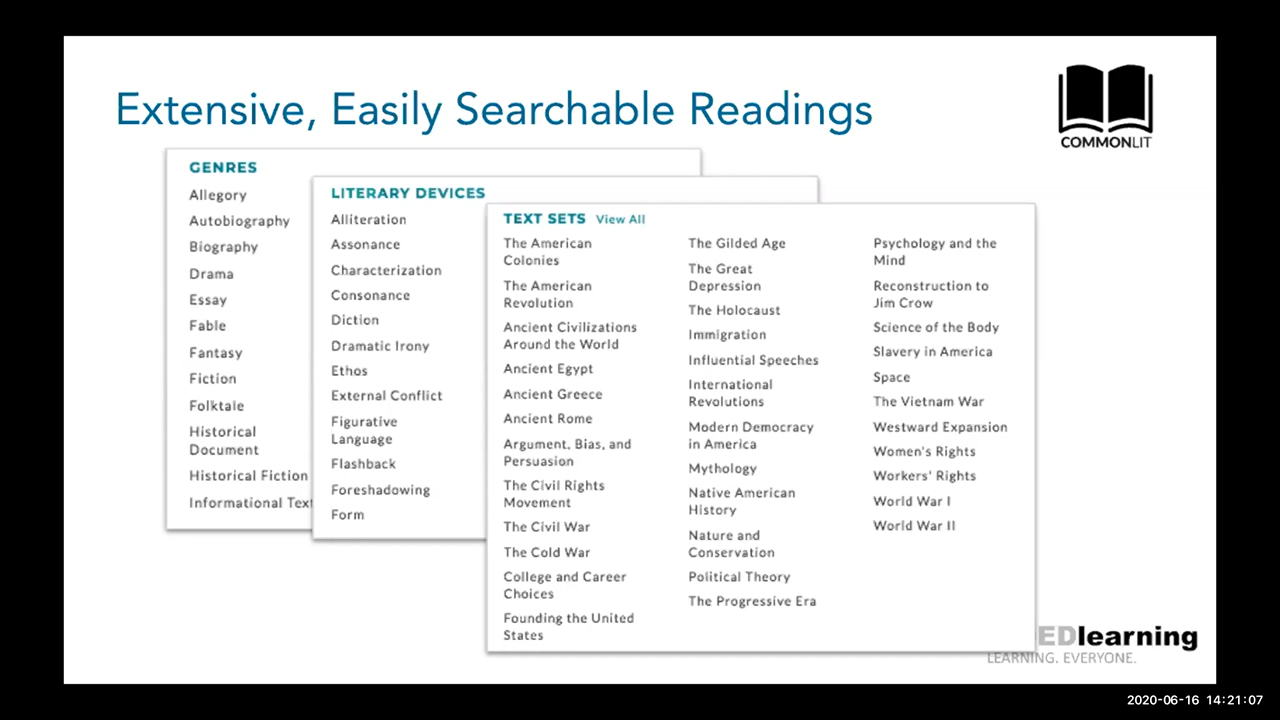 Extensive, Easily Searchable Readings
COMMONLIT
GENRES
Allegory
Autobiography
Biography
Drama
Essay
Fable
Fantasy
Fiction
Folktale
Historical
Document
Historical Fiction
Informational Text
LITERARY DEVICES
Alliteration
Assonance
Characterization
Consonance
Diction
Dramatic Irony
Ethos
External Conflict
Figurative
Language
Flashback
Foreshadowing
Form
TEXT SETS View All
The American
Colonies
The American
Revolution
Ancient Civilizations
Around the World
Ancient Egypt
Ancient Greece
Ancient Rome
Argument, Bias, and
Persuasion
The Civil Rights
Movement
The Civil War
The Cold War
College and Career
Choices
Founding the United
States
The Gilded Age
The Great
Depression
The Holocaust
Immigration
Influential Speeches
International
Revolutions
Modern Democracy
in America
Mythology
Native American
History
Nature and
Conservation
Political Theory
The Progressive Era
Psychology and the
Mind
Reconstruction to
Jim Crow
Science of the Body
Slavery in America
Space
The Vietnam War
Westward Expansion
Women's Rights
Workers' Rights
World War I
World War II
EDlearning
LEARNING. EVERYONE.
2020-06-16 14:21:07